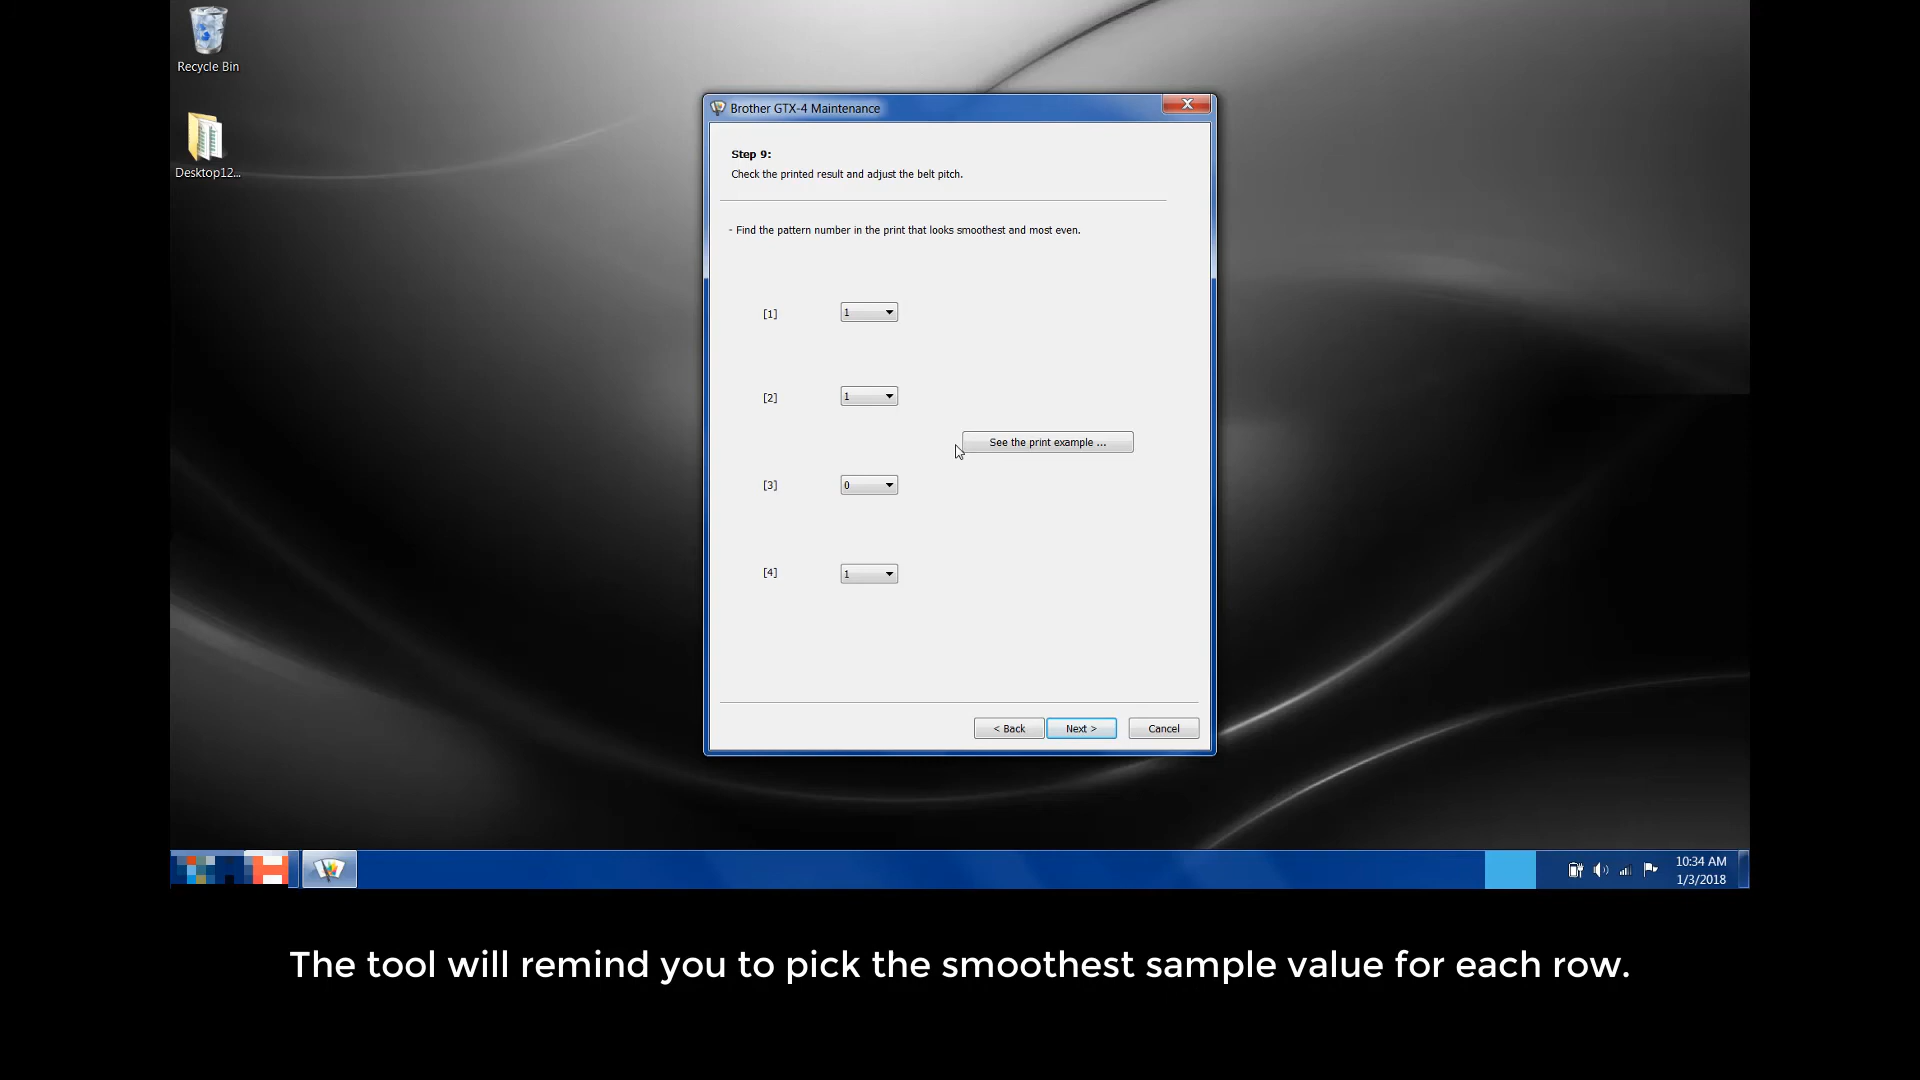 Recycle Bin
Desktop12...
Brother GTX-4 Maintenance
Step 9:
Check the printed result and adjust the belt pitch.
- Find the pattern number in the print that looks smoothest and most even.
[1] 1
[2] 1
See the print example ...
[3] 0
[4] 1
< Back Next > Cancel
10:34 AM
1/3/2018
The tool will remind you to pick the smoothest sample value for each row.